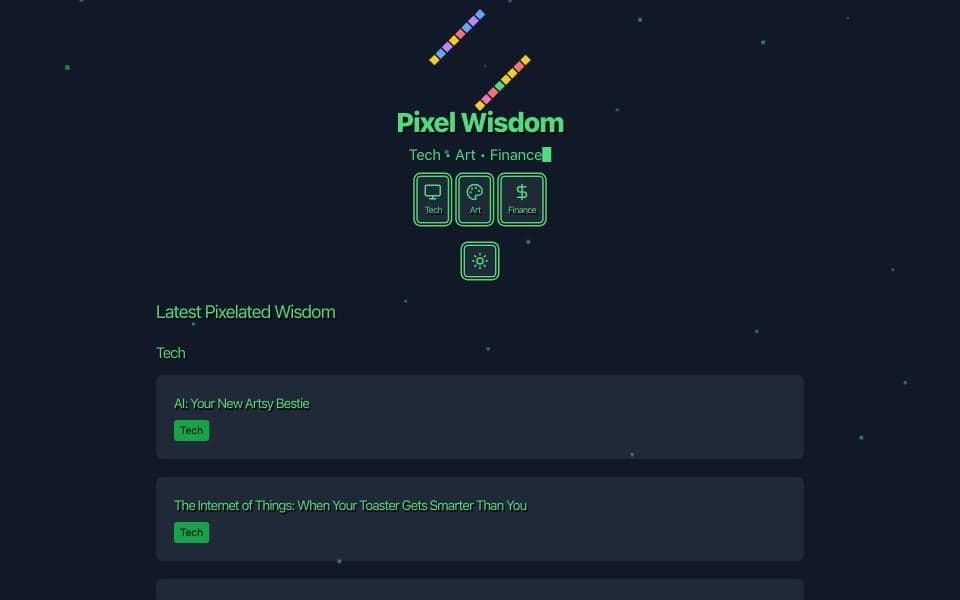 Pixel Wisdom
Tech • Art • Finance
Tech Art Finance
Latest Pixelated Wisdom
Tech
AI: Your New Artsy Bestie
Tech
The Internet of Things: When Your Toaster Gets Smarter Than You
Tech